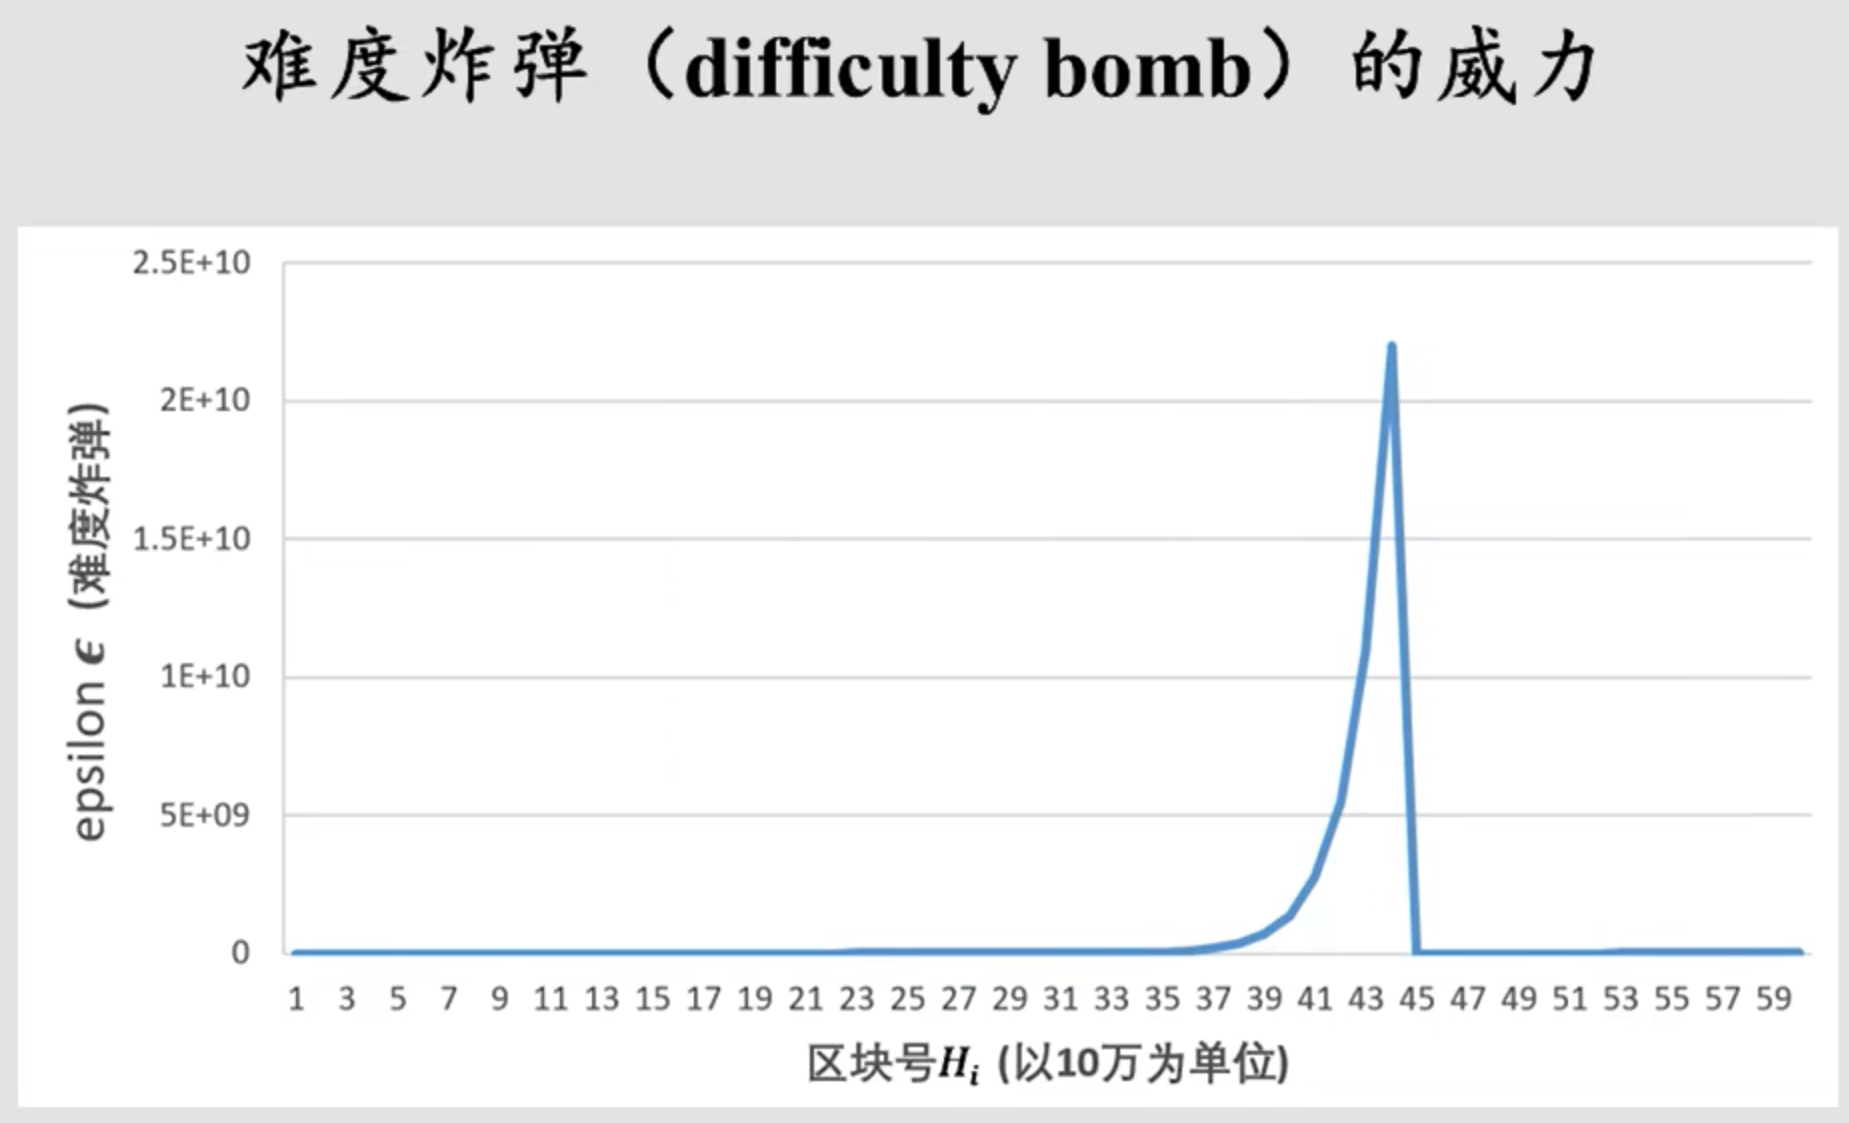 难度炸弹（difficulty bomb）的威力
epsilon ϵ (难度炸弹)
2.5E+10
2E+10
1.5E+10
1E+10
5E+09
0
1 3 5 7 9 11 13 15 17 19 21 23 25 27 29 31 33 35 37 39 41 43 45 47 49 51 53 55 57 59
区块号Hᵢ (以10万为单位)